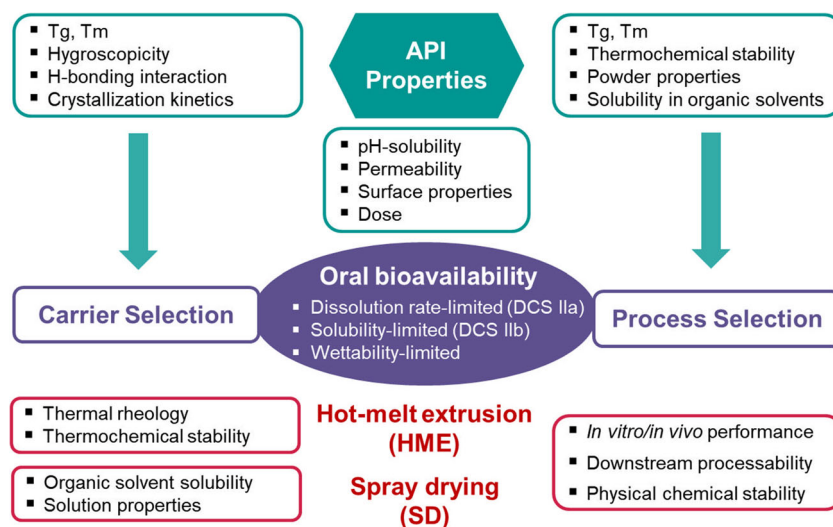 ▪ Tg, Tm
▪ Hygroscopicity
▪ H-bonding interaction
▪ Crystallization kinetics
API
Properties
▪ Tg, Tm
▪ Thermochemical stability
▪ Powder properties
▪ Solubility in organic solvents
▪ pH-solubility
▪ Permeability
▪ Surface properties
▪ Dose
Carrier Selection
Oral bioavailability
▪ Dissolution rate-limited (DCS IIa)
▪ Solubility-limited (DCS IIb)
▪ Wettability-limited
Process Selection
▪ Thermal rheology
▪ Thermochemical stability
Hot-melt extrusion
(HME)
▪ Organic solvent solubility
▪ Solution properties
Spray drying
(SD)
▪ In vitro/in vivo performance
▪ Downstream processability
▪ Physical chemical stability